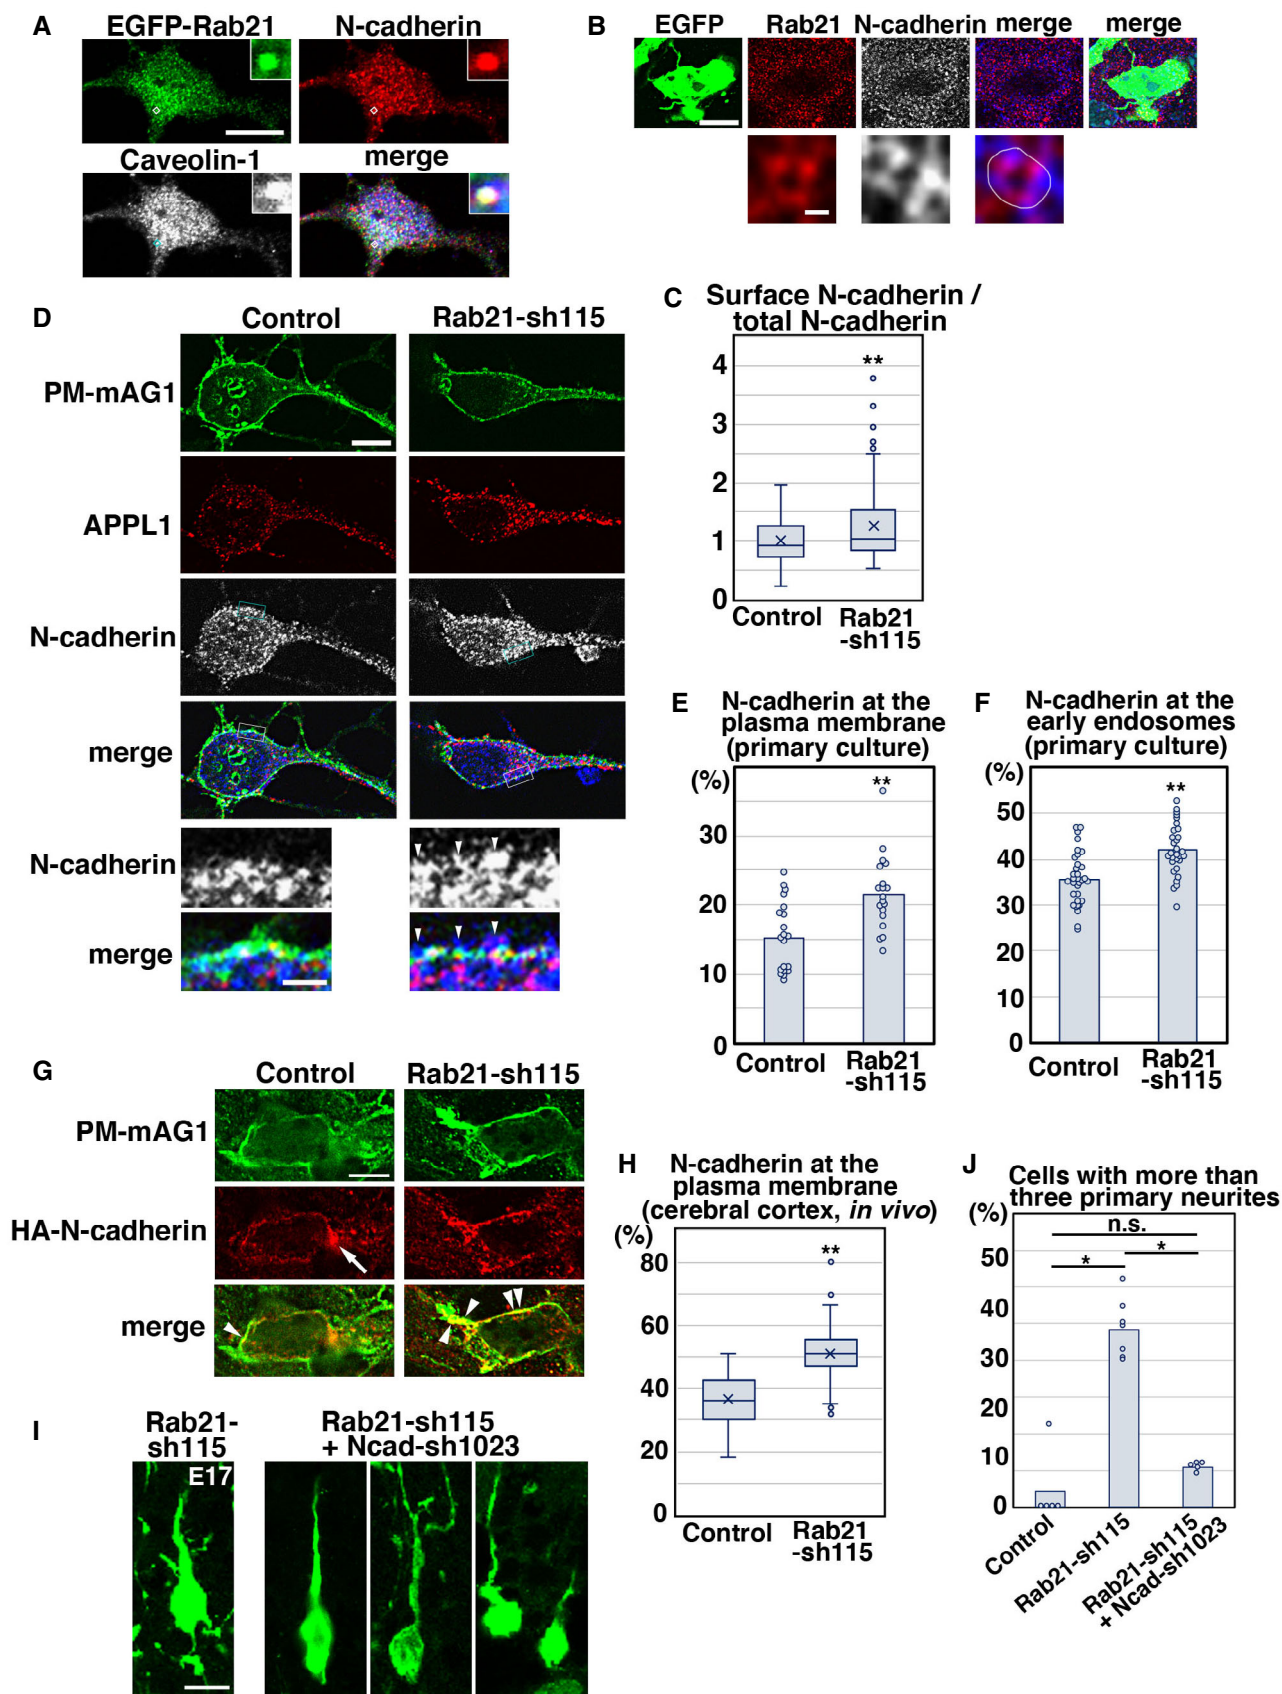 A
EGFP-Rab21
N-cadherin
Caveolin-1
merge
B
EGFP
Rab21
N-cadherin
merge
merge
C
Surface N-cadherin /
total N-cadherin
4
**
3
2
1
0
Control
Rab21
-sh115
D
Control
Rab21-sh115
PM-mAG1
APPL1
N-cadherin
merge
N-cadherin
merge
E
N-cadherin at the
plasma membrane
(primary culture)
(%)
**
30
20
10
0
Control
Rab21
-sh115
F
N-cadherin at the
early endosomes
(primary culture)
(%)
**
50
40
30
20
10
0
Control
Rab21
-sh115
G
Control
Rab21-sh115
PM-mAG1
HA-N-cadherin
merge
H
N-cadherin at the
plasma membrane
(cerebral cortex, in vivo)
(%)
**
80
60
40
20
0
Control
Rab21
-sh115
I
Rab21-
sh115
E17
Rab21-sh115
+ Ncad-sh1023
J
Cells with more than
three primary neurites
(%)
n.s.
*
*
50
40
30
20
10
0
Control
Rab21-sh115
Rab21-sh115
+ Ncad-sh1023